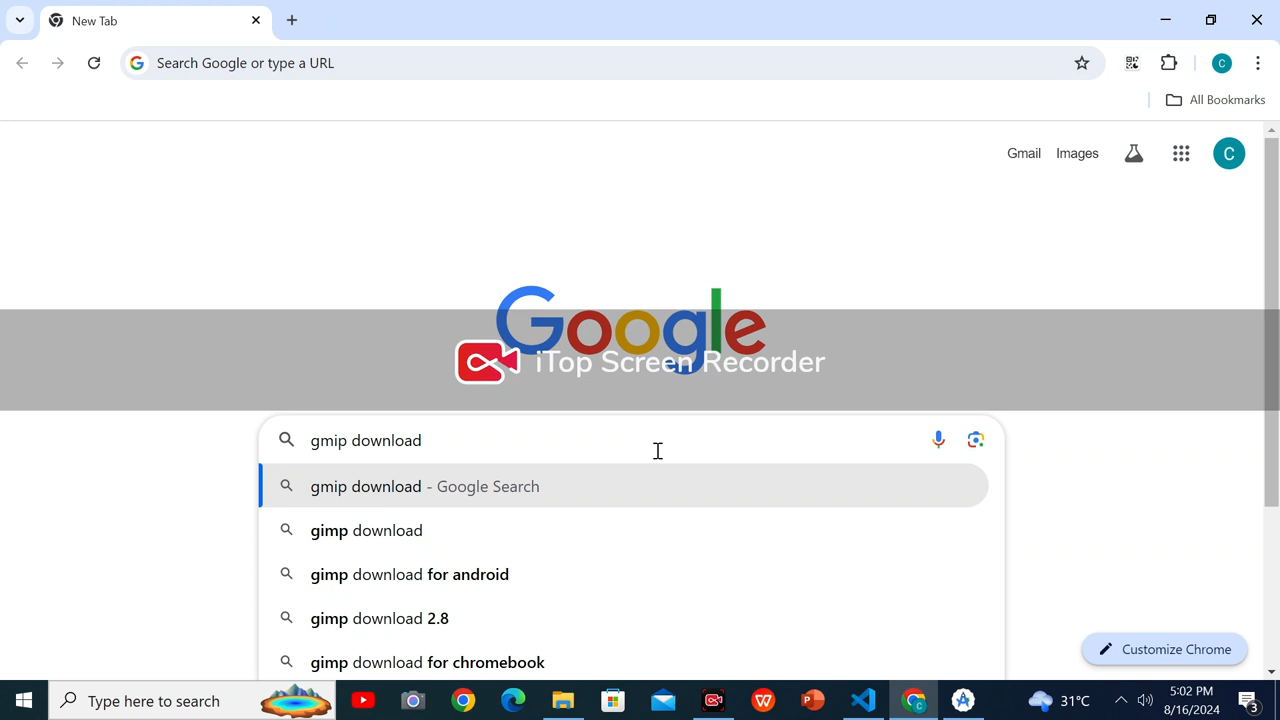 New Tab
Search Google or type a URL
All Bookmarks
Gmail Images
C
Google
iTop Screen Recorder
gmip download
gmip download - Google Search
gimp download
gimp download for android
gimp download 2.8
gimp download for chromebook
Customize Chrome
Type here to search
31°C
5:02 PM
8/16/2024
3